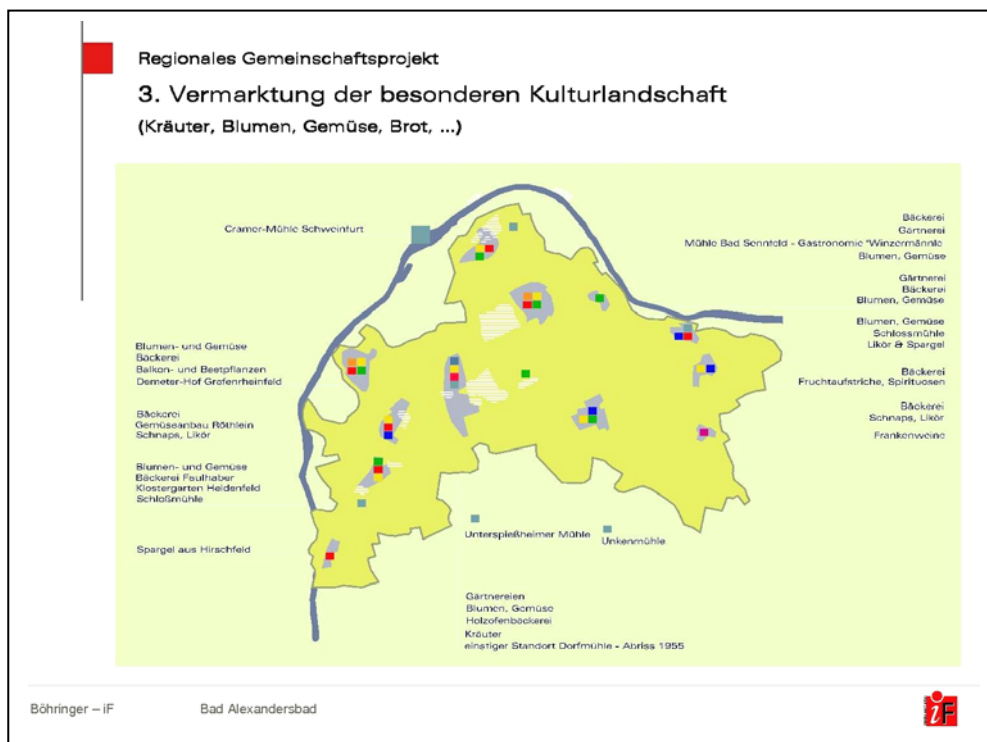 Regionales Gemeinschaftsprojekt
3. Vermarktung der besonderen Kulturlandschaft
(Kräuter, Blumen, Gemüse, Brot, ...)
Cramer-Mühle Schweinfurt
Bäckerei
Gärtnerei
Mühle Bad Sennfeld - Gastronomie "Winzermännle
Blumen, Gemüse
Gärtnerei
Bäckerei
Blumen, Gemüse
Blumen, Gemüse
Schlossmühle
Likör & Spargel
Bäckerei
Fruchtaufstriche, Spirituosen
Bäckerei
Schnaps, Likör
Frankenweine
Blumen- und Gemüse
Bäckerei
Balkon- und Beetpflanzen
Demeter-Hof Grafenrheinfeld
Bäckerei
Gemüseanbau Röthlein
Schnaps, Likör
Blumen- und Gemüse
Bäckerei Faulhaber
Klostergarten Heidenfeld
Schloßmühle
Spargel aus Hirschfeld
Unterspießheimer Mühle
Unkenmühle
Gärtnereien
Blumen, Gemüse
Holzofenbäckerei
Kräuter
einstiger Standort Dorfmühle - Abriss 1955
Böhringer – iF
Bad Alexandersbad
iF